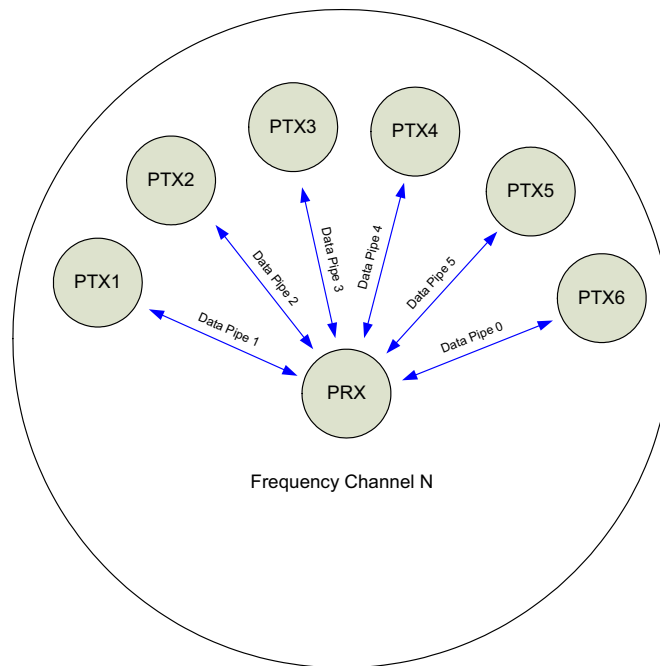 PTX3
PTX4
PTX2
PTX5
PTX1
PTX6
Data Pipe 1
Data Pipe 2
Data Pipe 3
Data Pipe 4
Data Pipe 5
Data Pipe 0
PRX
Frequency Channel N